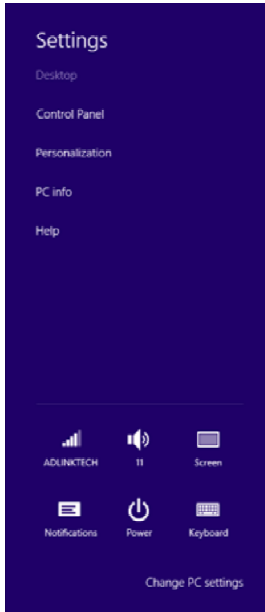 Settings
Desktop
Control Panel
Personalization
PC info
Help
ADLINKTECH 11 Screen
Notifications Power Keyboard
Change PC settings